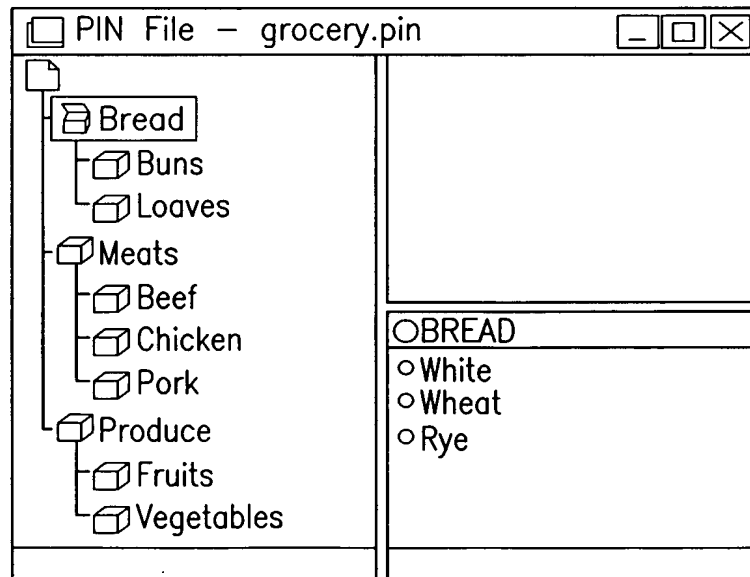 PIN File – grocery.pin
Bread
Buns
Loaves
Meats
Beef
Chicken
Pork
Produce
Fruits
Vegetables
BREAD
White
Wheat
Rye